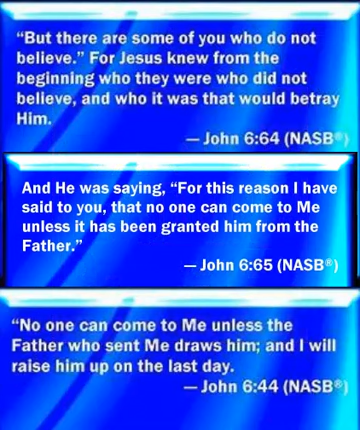 “But there are some of you who do not
believe.” For Jesus knew from the
beginning who they were who did not
believe, and who it was that would betray
Him.
— John 6:64 (NASB®)
And He was saying, “For this reason I have
said to you, that no one can come to Me
unless it has been granted him from the
Father.”
— John 6:65 (NASB®)
“No one can come to Me unless the
Father who sent Me draws him; and I will
raise him up on the last day.
— John 6:44 (NASB®)